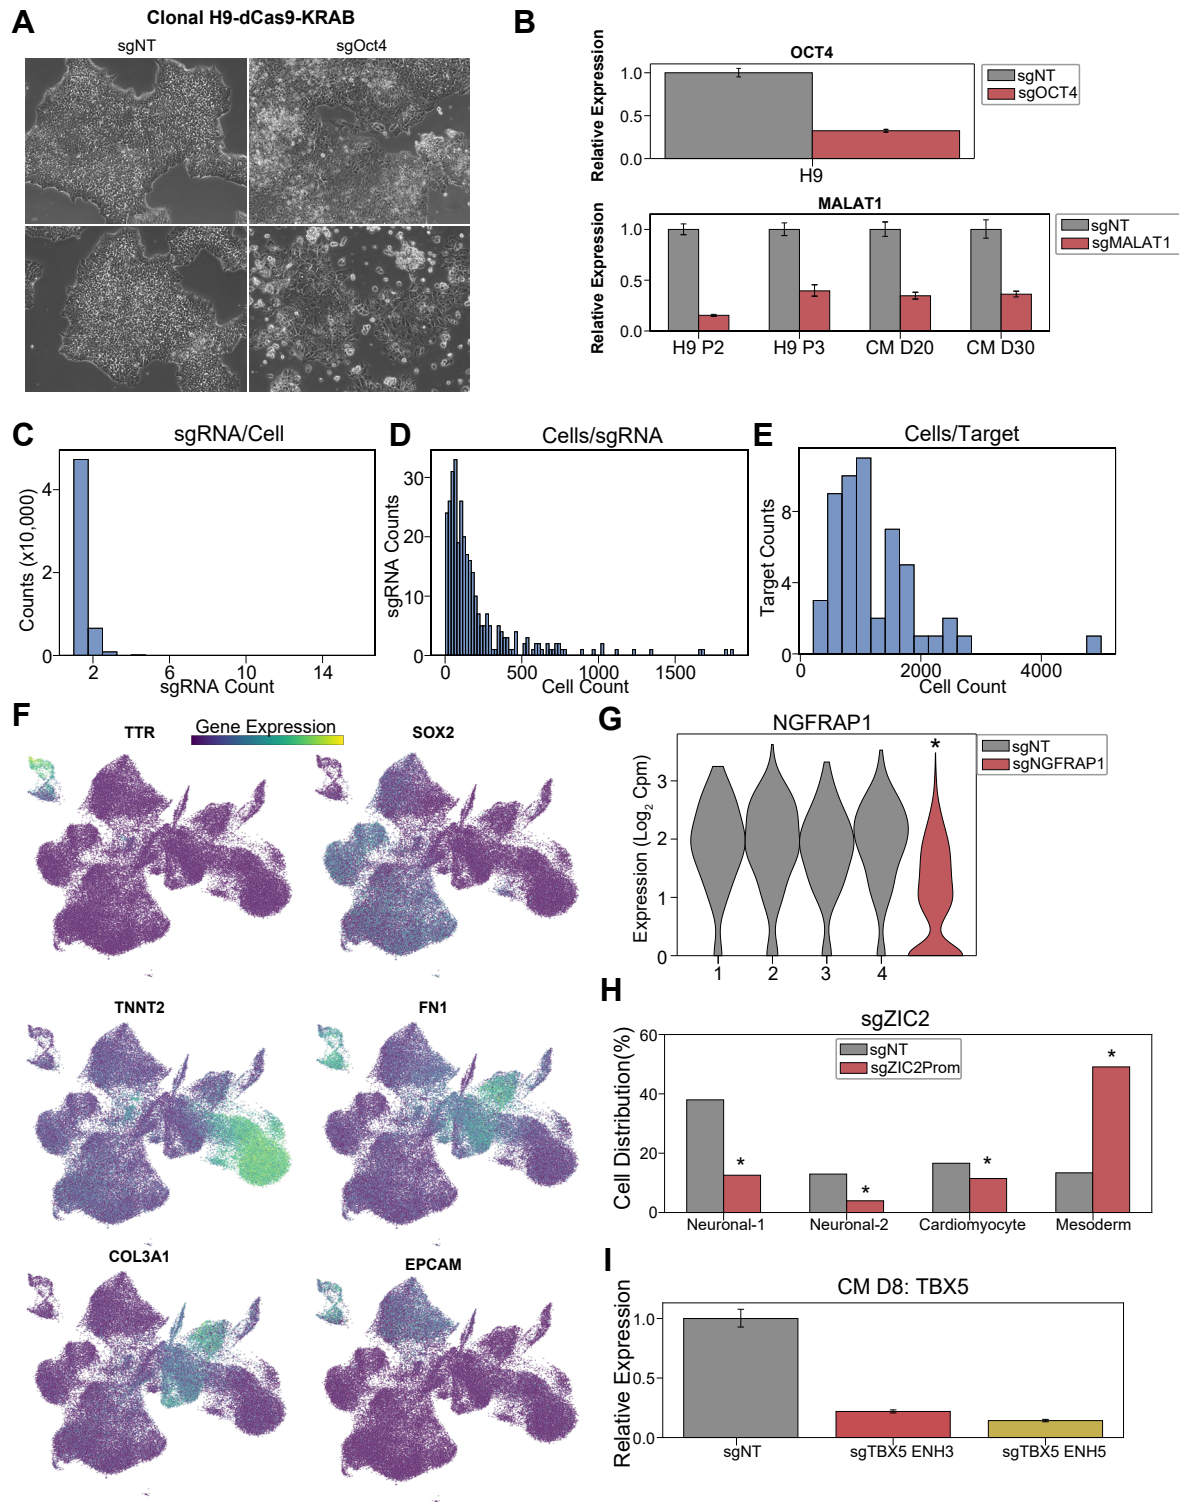 A
Clonal H9-dCas9-KRAB
sgNT
sgOct4
B
OCT4
Relative Expression
1.0
0.5
0.0
H9
sgNT
sgOCT4
MALAT1
Relative Expression
1.0
0.5
0.0
H9 P2
H9 P3
CM D20
CM D30
sgNT
sgMALAT1
C
sgRNA/Cell
Counts (x10,000)
4
2
0
2
6
10
14
sgRNA Count
D
Cells/sgRNA
sgRNA Counts
30
20
10
0
0
500
1000
1500
Cell Count
E
Cells/Target
Target Counts
8
4
0
0
2000
4000
Cell Count
F
Gene Expression
TTR
SOX2
TNNT2
FN1
COL3A1
EPCAM
G
NGFRAP1
Expression (Log2 Cpm)
3
2
1
0
1
2
3
4
*
sgNT
sgNGFRAP1
H
sgZIC2
Cell Distribution(%)
60
40
20
0
sgNT
sgZIC2Prom
*
*
*
*
Neuronal-1
Neuronal-2
Cardiomyocyte
Mesoderm
I
CM D8: TBX5
Relative Expression
1.0
0.5
0.0
sgNT
sgTBX5 ENH3
sgTBX5 ENH5